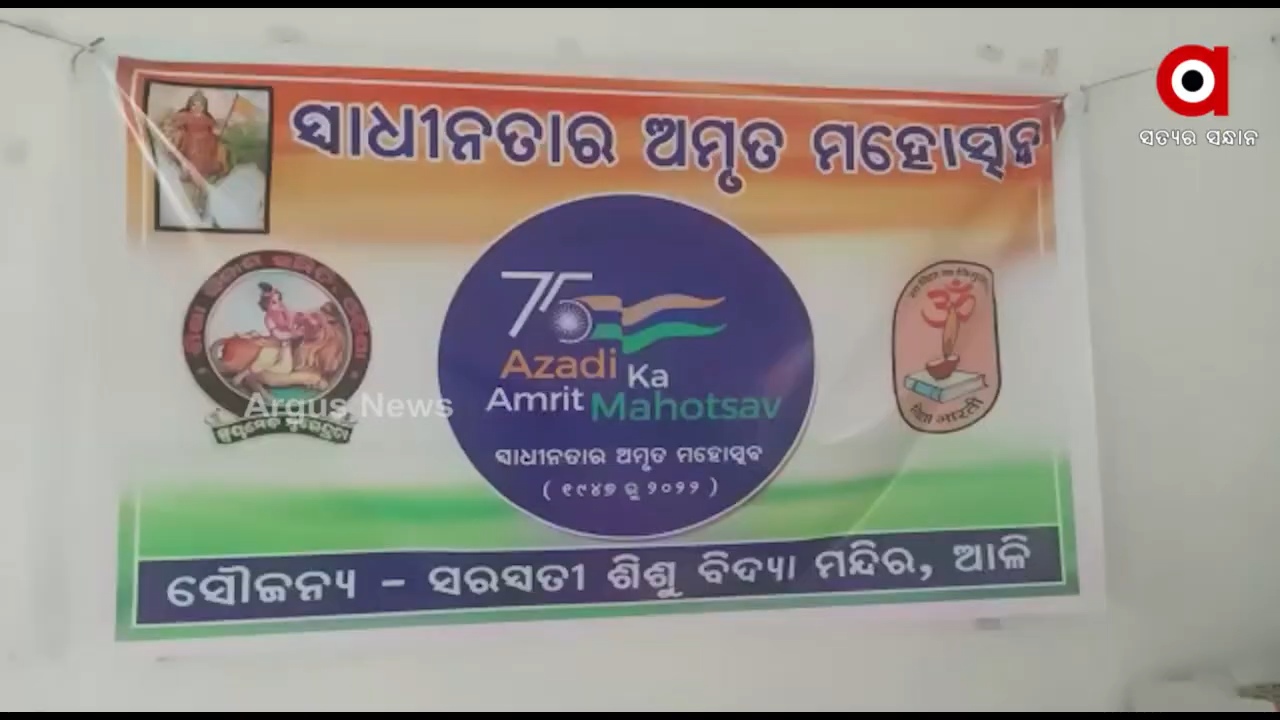 ସ୍ୱାଧୀନତାର ଅମୃତ ମହୋତ୍ସବ
ସତ୍ୟର ସନ୍ଧାନ
75
Azadi Ka
Amrit Mahotsav
ସ୍ୱାଧୀନତାର ଅମୃତ ମହୋତ୍ସବ
( ୧୯୪୭ ରୁ ୨୦୨୨ )
Argus News
ॐ
विद्या भारती
ସୌଜନ୍ୟ – ସରସତୀ ଶିଶୁ ବିଦ୍ୟା ମନ୍ଦିର, ଆଳି